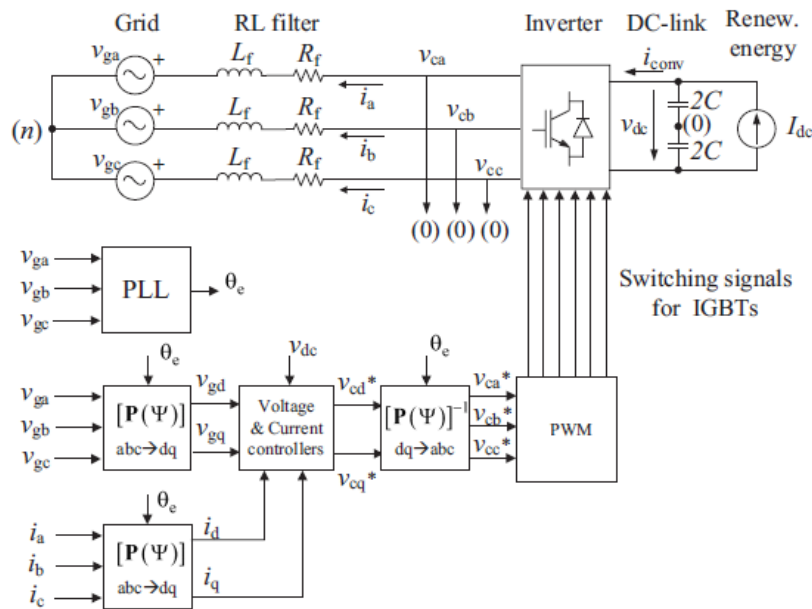 Grid RL filter Inverter DC-link Renew. energy
v_ga + L_f R_f v_ca i_conv
i_a 2C
v_gb + L_f R_f v_cb v_dc (0) I_dc
(n) i_b 2C
v_gc + L_f R_f v_cc
i_c
(0) (0) (0)
v_ga
v_gb PLL θ_e
v_gc
Switching signals
for IGBTs
θ_e v_dc θ_e
v_ga v_gd v_cd* v_ca*
v_gb [P(Ψ)] Voltage & Current controllers [P(Ψ)]⁻¹ v_cb* PWM
v_gc abc→dq v_gq v_cq* dq→abc v_cc*
θ_e
i_a i_d
i_b [P(Ψ)]
i_c abc→dq i_q